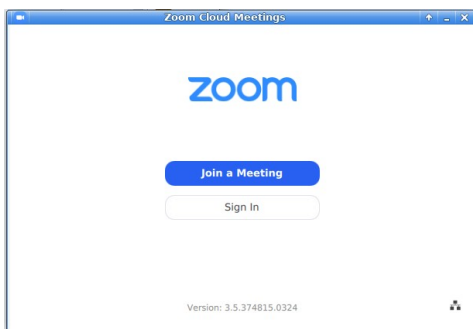 Zoom Cloud Meetings
zoom
Join a Meeting
Sign In
Version: 3.5.374815.0324